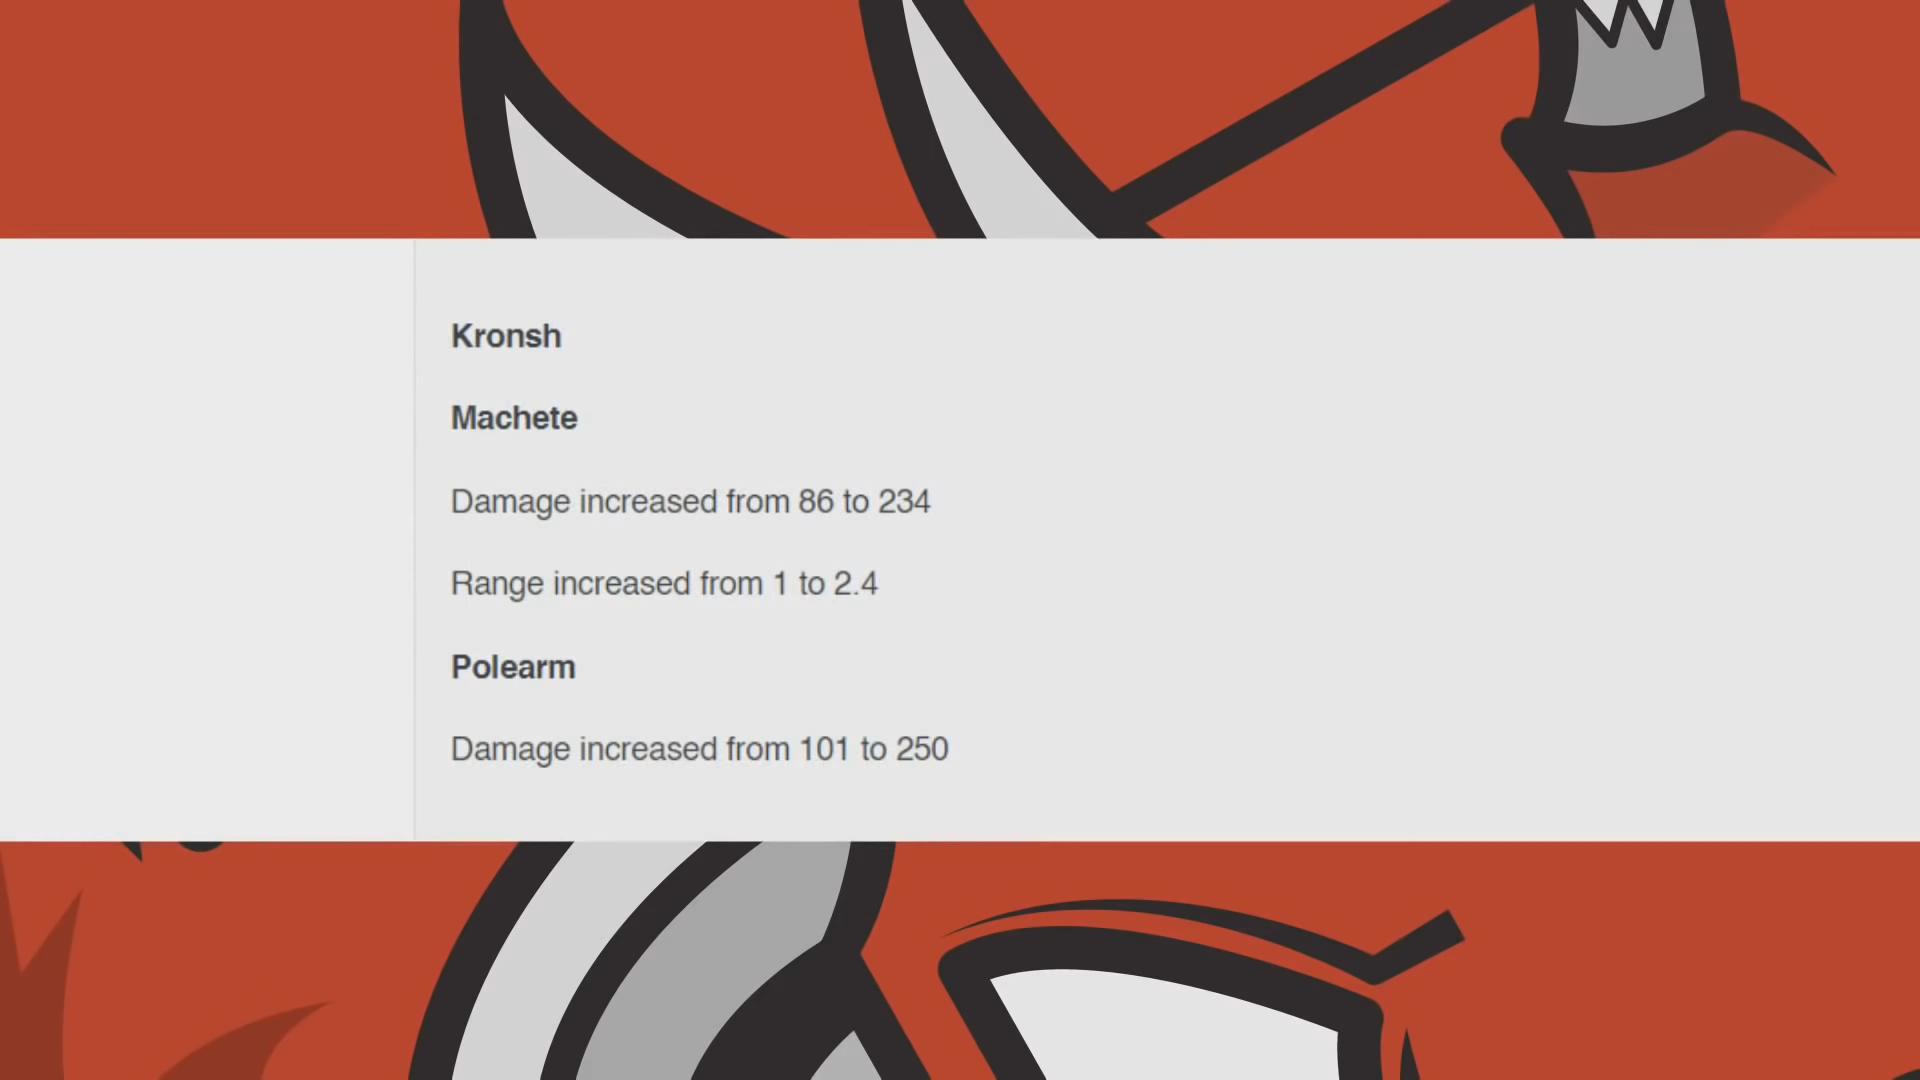 Kronsh
Machete
Damage increased from 86 to 234
Range increased from 1 to 2.4
Polearm
Damage increased from 101 to 250